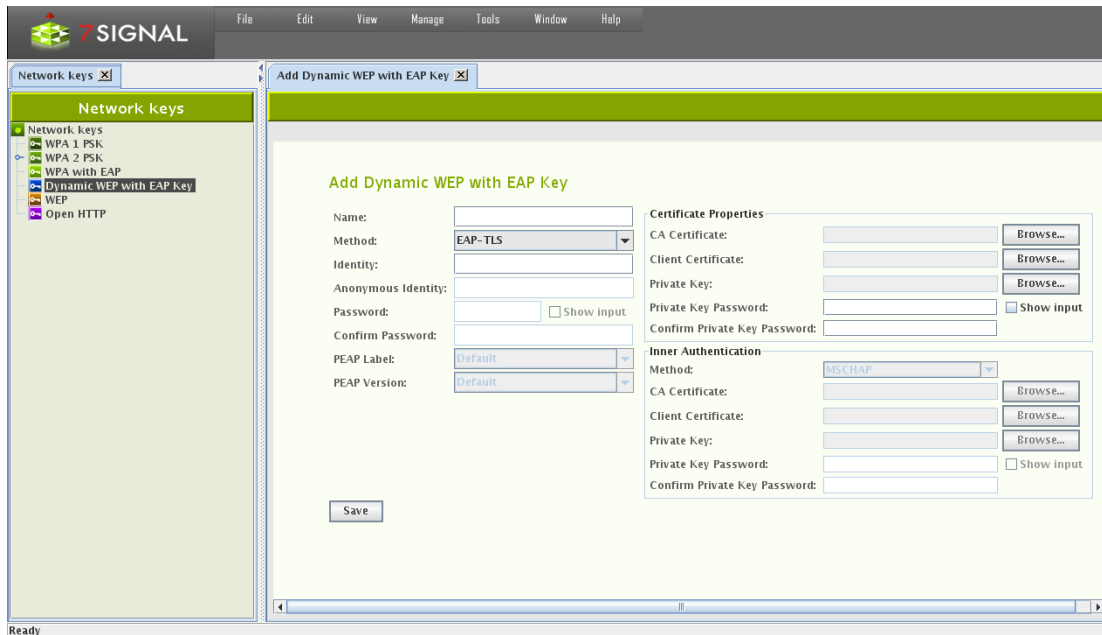 7SIGNAL
File Edit View Manage Tools Window Help
Network keys
Add Dynamic WEP with EAP Key
Network keys
Network keys
WPA 1 PSK
WPA 2 PSK
WPA with EAP
Dynamic WEP with EAP Key
WEP
Open HTTP
Add Dynamic WEP with EAP Key
Name:
Method: EAP-TLS
Identity:
Anonymous Identity:
Password: Show input
Confirm Password:
PEAP Label: Default
PEAP Version: Default
Save
Certificate Properties
CA Certificate: Browse...
Client Certificate: Browse...
Private Key: Browse...
Private Key Password: Show input
Confirm Private Key Password:
Inner Authentication
Method: MSCHAP
CA Certificate: Browse...
Client Certificate: Browse...
Private Key: Browse...
Private Key Password: Show input
Confirm Private Key Password:
Ready